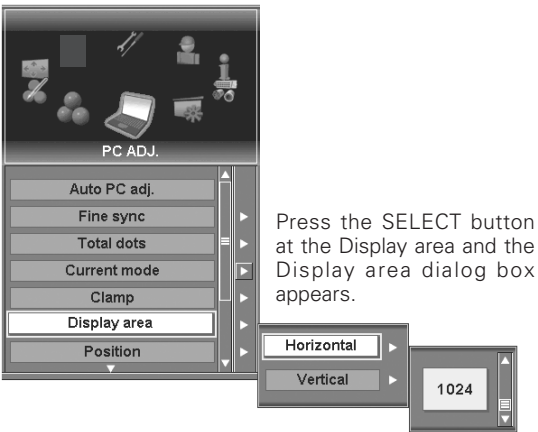 PC ADJ.
Auto PC adj.
Fine sync
Total dots
Current mode
Clamp
Display area
Position
Press the SELECT button
at the Display area and the
Display area dialog box
appears.
Horizontal
Vertical
1024